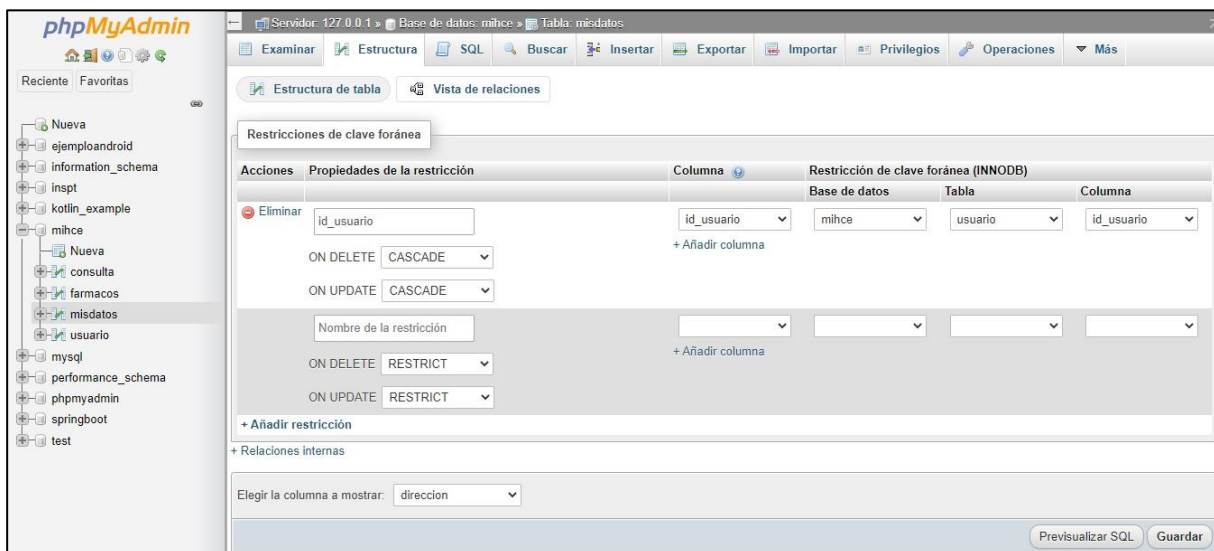 phpMyAdmin
Reciente Favoritas
Nueva
ejemploandroid
information_schema
inspt
kotlin_example
mihce
Nueva
consulta
farmacos
misdatos
usuario
mysql
performance_schema
phpmyadmin
springboot
test
Servidor: 127.0.0.1 » Base de datos: mihce » Tabla: misdatos
Examinar Estructura SQL Buscar Insertar Exportar Importar Privilegios Operaciones Más
Estructura de tabla Vista de relaciones
Restricciones de clave foránea
Acciones Propiedades de la restricción Columna Restricción de clave foránea (INNODB)
Base de datos Tabla Columna
Eliminar id_usuario id_usuario mihce usuario id_usuario
+ Añadir columna
ON DELETE CASCADE
ON UPDATE CASCADE
Nombre de la restricción
+ Añadir columna
ON DELETE RESTRICT
ON UPDATE RESTRICT
+ Añadir restricción
+ Relaciones internas
Elegir la columna a mostrar: direccion
Previsualizar SQL Guardar